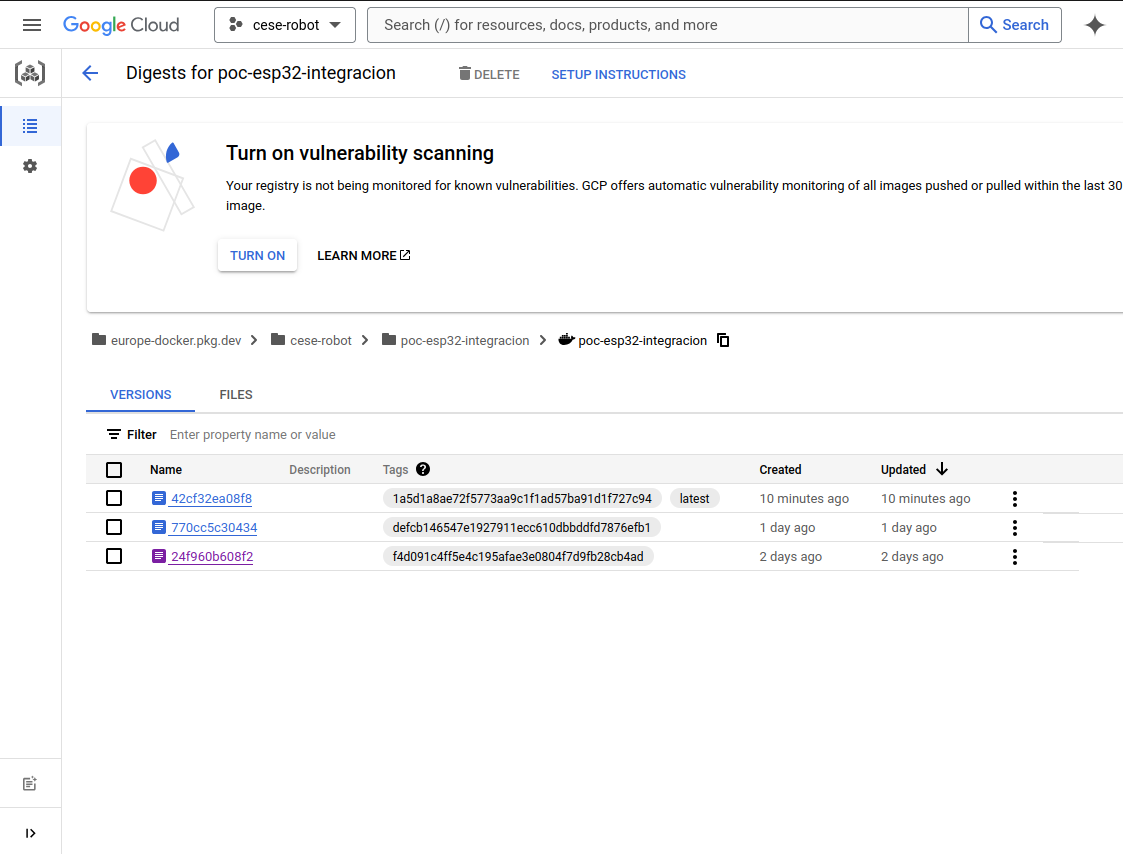 Google Cloud
cese-robot
Search (/) for resources, docs, products, and more
Search
Digests for poc-esp32-integracion
DELETE
SETUP INSTRUCTIONS
Turn on vulnerability scanning
Your registry is not being monitored for known vulnerabilities. GCP offers automatic vulnerability monitoring of all images pushed or pulled within the last 30
image.
TURN ON
LEARN MORE
europe-docker.pkg.dev
cese-robot
poc-esp32-integracion
poc-esp32-integracion
VERSIONS
FILES
Filter Enter property name or value
Name Description Tags ? Created Updated
42cf32ea08f8 1a5d1a8ae72f5773aa9c1f1ad57ba91d1f727c94 latest 10 minutes ago 10 minutes ago
770cc5c30434 defcb146547e1927911ecc610dbbddfd7876efb1 1 day ago 1 day ago
24f960b608f2 f4d091c4ff5e4c195afae3e0804f7d9fb28cb4ad 2 days ago 2 days ago